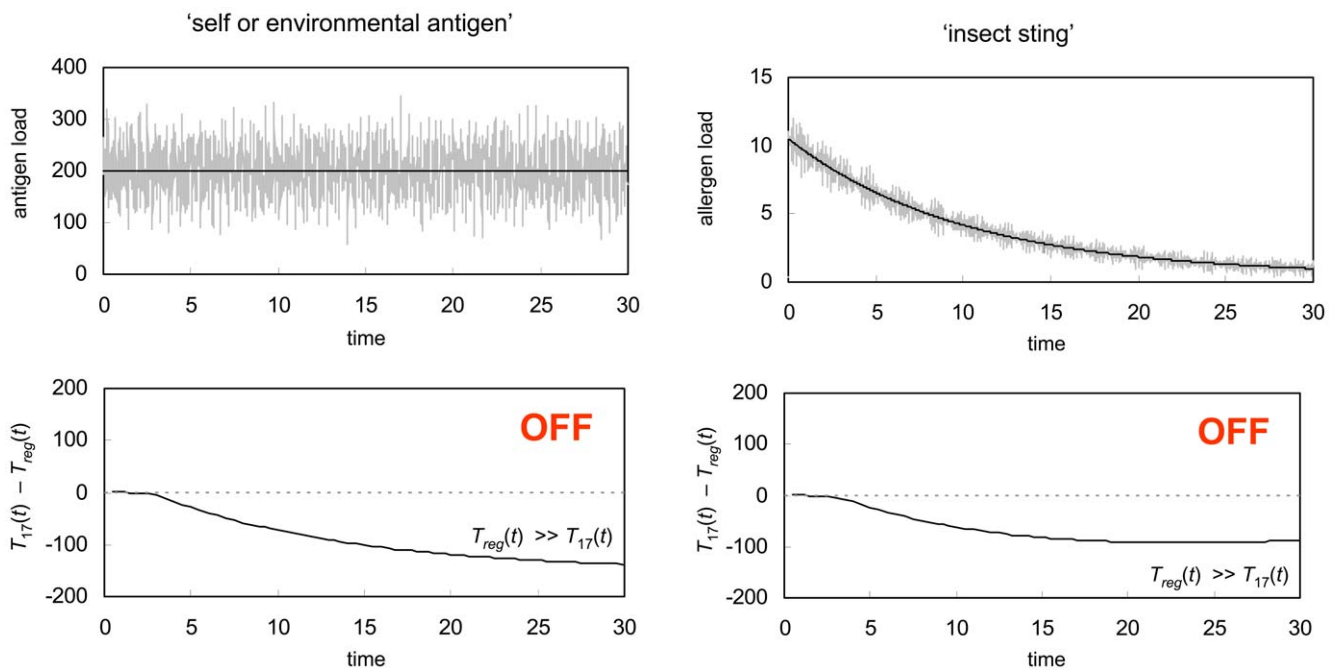 ‘self or environmental antigen’
400
300
200
100
0
antigen load
0 5 10 15 20 25 30
time
‘insect sting’
15
10
5
0
allergen load
0 5 10 15 20 25 30
time
200
100
0
-100
-200
T17(t) − Treg(t)
OFF
Treg(t) >> T17(t)
0 5 10 15 20 25 30
time
200
100
0
-100
-200
T17(t) − Treg(t)
OFF
Treg(t) >> T17(t)
0 5 10 15 20 25 30
time